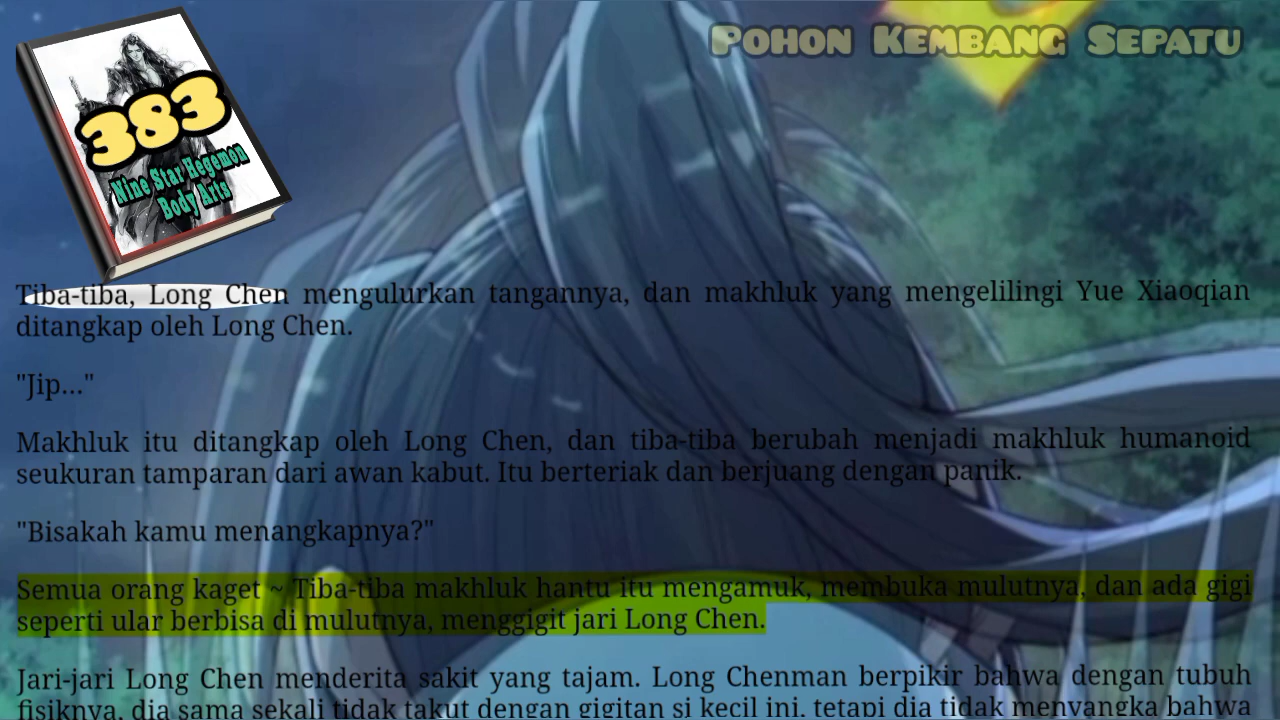 Pohon Kembang Sepatu
383
Nine Star Hegemon
Body Arts
Tiba-tiba, Long Chen mengulurkan tangannya, dan makhluk yang mengelilingi Yue Xiaoqian
ditangkap oleh Long Chen.
"Jip..."
Makhluk itu ditangkap oleh Long Chen, dan tiba-tiba berubah menjadi makhluk humanoid
seukuran tamparan dari awan kabut. Itu berteriak dan berjuang dengan panik.
"Bisakah kamu menangkapnya?"
Semua orang kaget ~ Tiba-tiba makhluk hantu itu mengamuk, membuka mulutnya, dan ada gigi
seperti ular berbisa di mulutnya, menggigit jari Long Chen.
Jari-jari Long Chen menderita sakit yang tajam. Long Chenman berpikir bahwa dengan tubuh
fisiknya, dia sama sekali tidak takut dengan gigitan si kecil ini, tetapi dia tidak menyangka bahwa